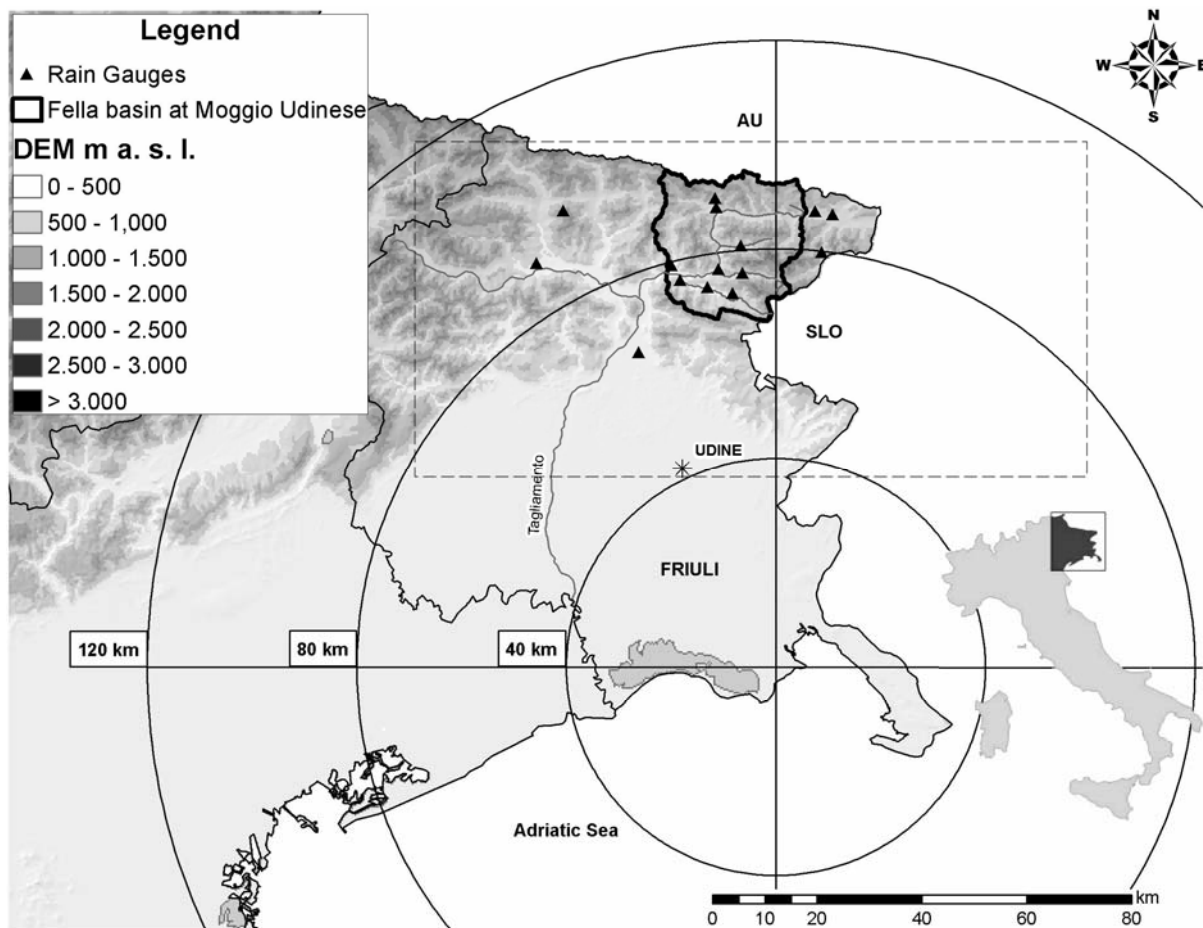 Legend
Rain Gauges
Fella basin at Moggio Udinese
DEM m a. s. l.
0 - 500
500 - 1,000
1.000 - 1.500
1.500 - 2.000
2.000 - 2.500
2.500 - 3.000
> 3.000
N
W E
S
AU
SLO
UDINE
Tagliamento
FRIULI
120 km
80 km
40 km
Adriatic Sea
km
0 5 10 20 40 60 80